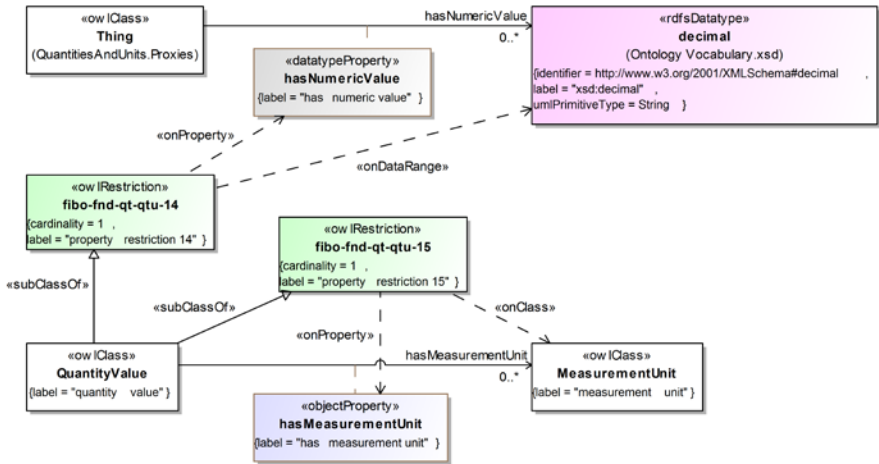 «owlClass»
Thing
(QuantitiesAndUnits.Proxies)
hasNumericValue
0..*
«rdfsDatatype»
decimal
(Ontology Vocabulary.xsd)
{identifier = http://www.w3.org/2001/XMLSchema#decimal ,
label = "xsd:decimal" ,
umlPrimitiveType = String }
«datatypeProperty»
hasNumericValue
{label = "has numeric value" }
«onProperty»
«onDataRange»
«owlRestriction»
fibo-fnd-qt-qtu-14
{cardinality = 1 ,
label = "property restriction 14" }
«owlRestriction»
fibo-fnd-qt-qtu-15
{cardinality = 1 ,
label = "property restriction 15" }
«subClassOf»
«subClassOf»
«onProperty»
«onClass»
«owlClass»
QuantityValue
{label = "quantity value" }
hasMeasurementUnit
0..*
«owlClass»
MeasurementUnit
{label = "measurement unit" }
«objectProperty»
hasMeasurementUnit
{label = "has measurement unit" }